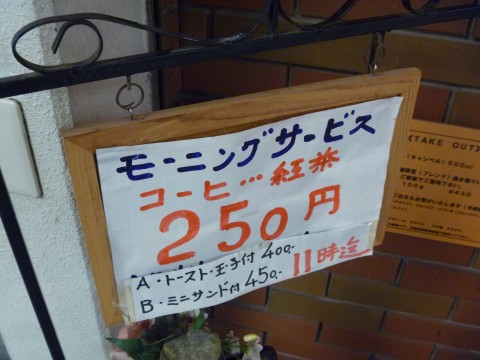 モーニングサービス
コーヒ…紅茶
250円
A・トースト・玉子付 400.-
B・ミニサンド付 450.-
11時迄
《TAKE OUT》